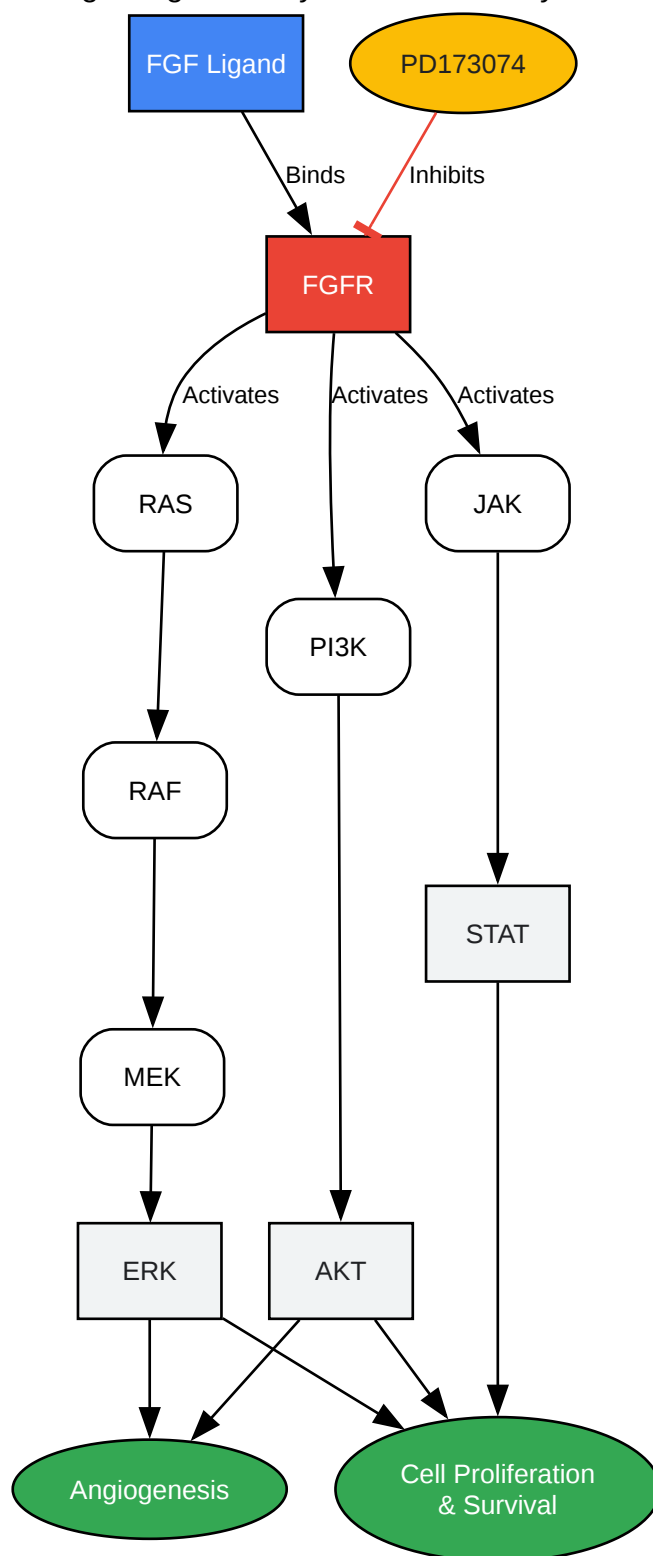 FGF Ligand
PD173074
Binds
Inhibits
FGFR
Activates
Activates
Activates
RAS
JAK
PI3K
RAF
STAT
MEK
ERK
AKT
Angiogenesis
Cell Proliferation
& Survival